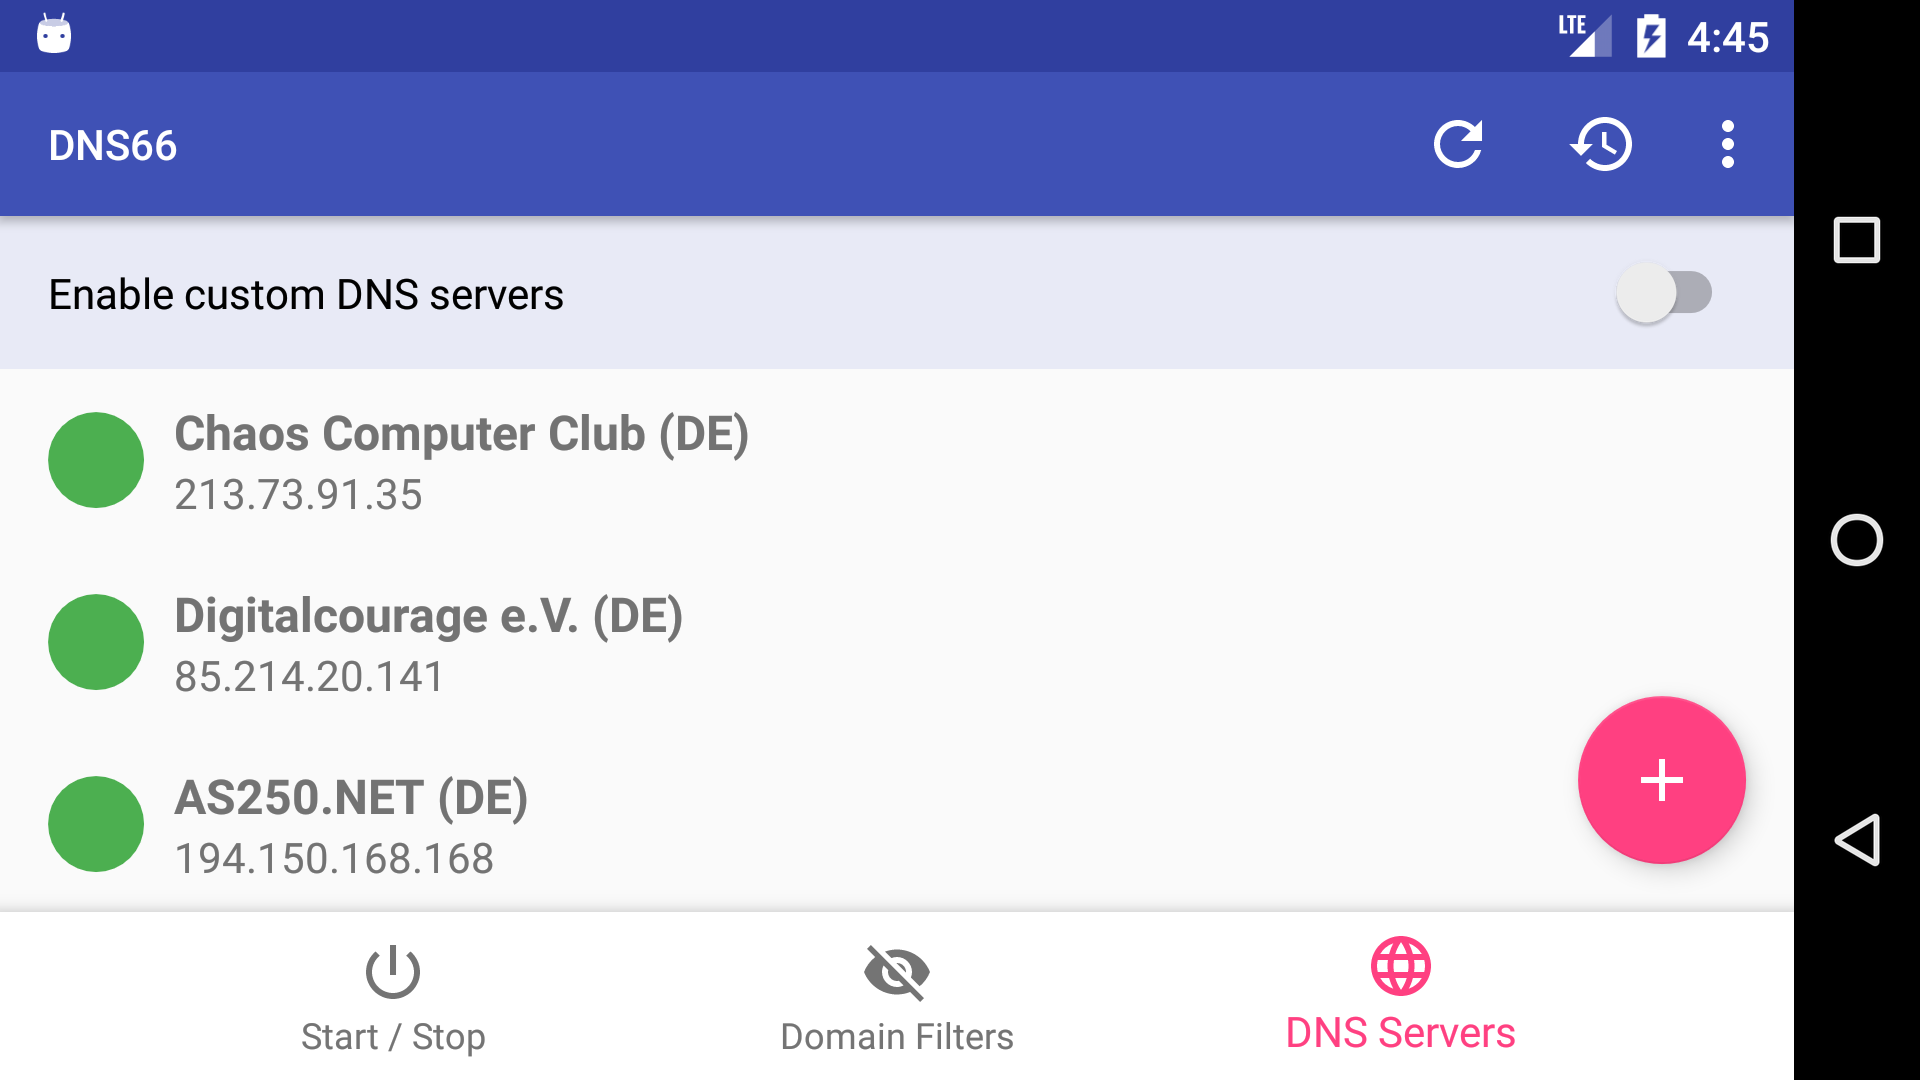 LTE 4:45
DNS66
Enable custom DNS servers
Chaos Computer Club (DE)
213.73.91.35
Digitalcourage e.V. (DE)
85.214.20.141
AS250.NET (DE)
194.150.168.168
Start / Stop
Domain Filters
DNS Servers